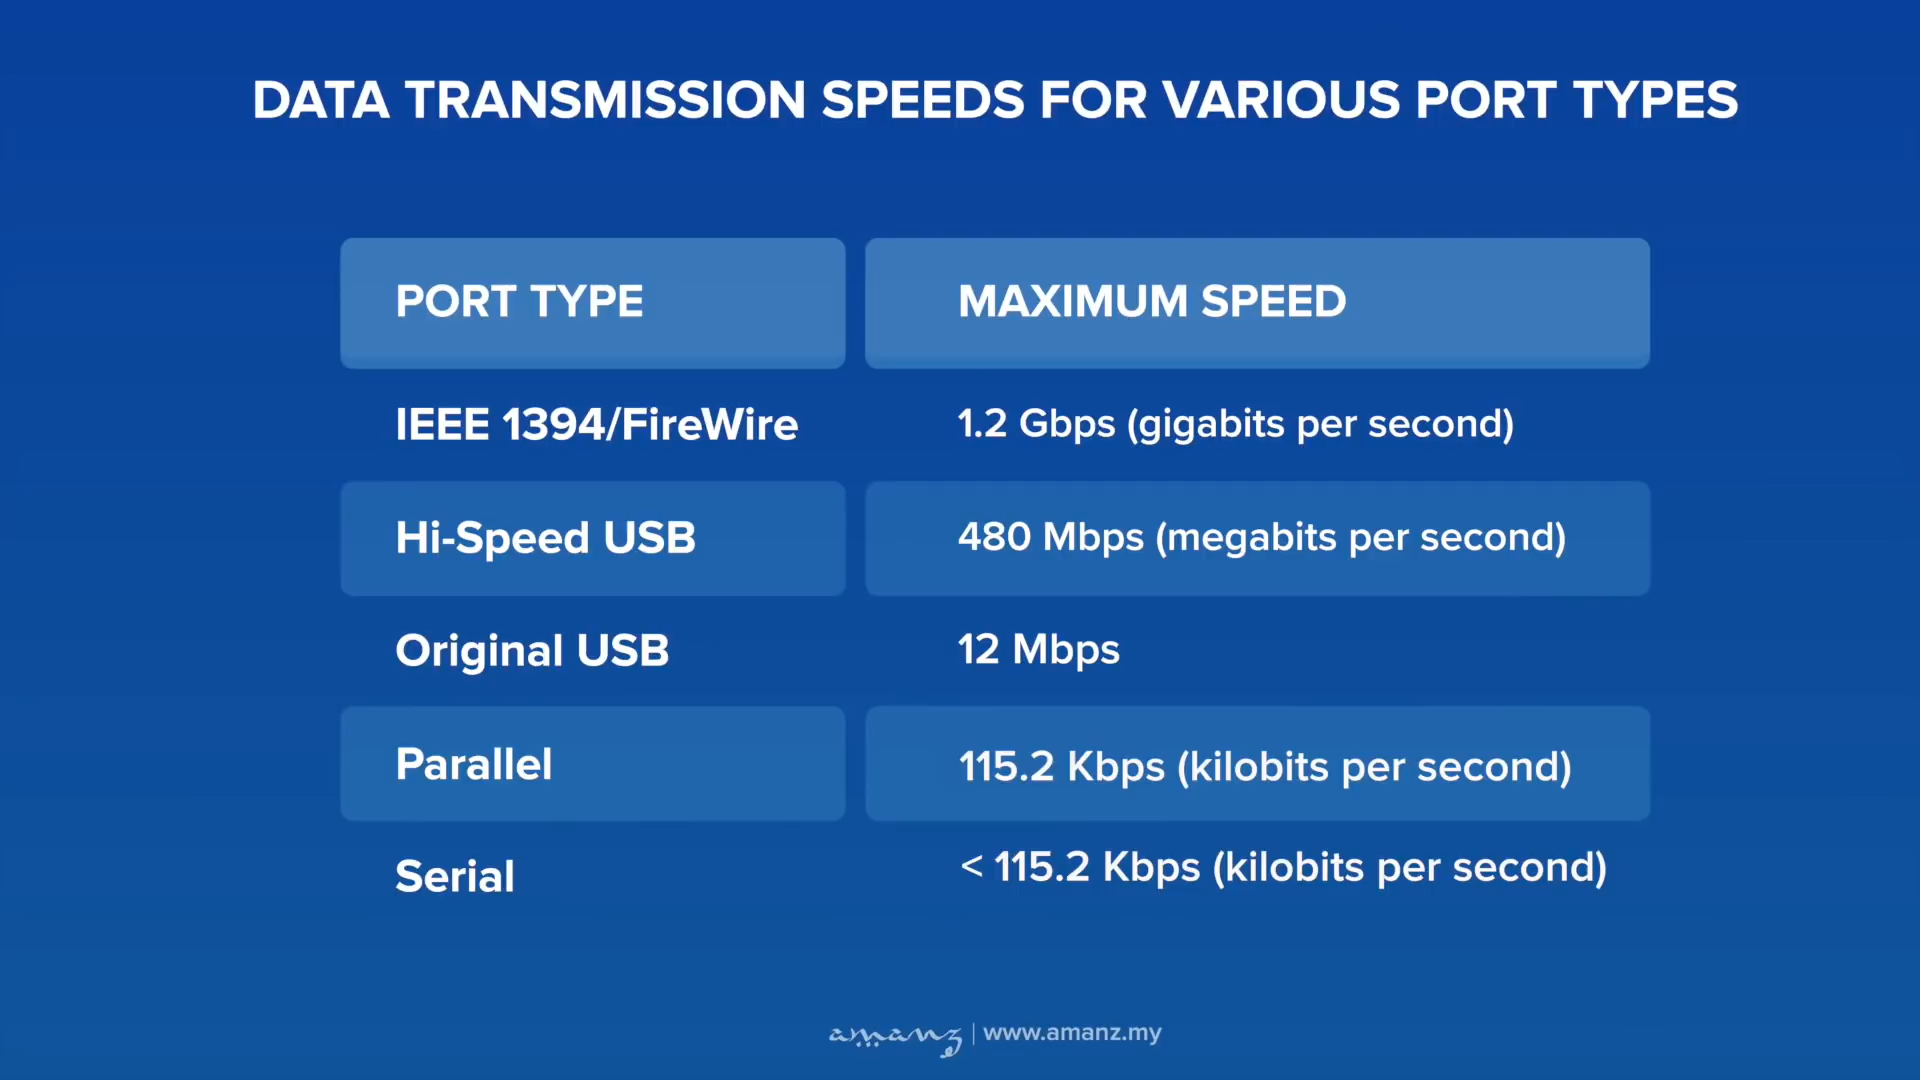 DATA TRANSMISSION SPEEDS FOR VARIOUS PORT TYPES
PORT TYPE MAXIMUM SPEED
IEEE 1394/FireWire 1.2 Gbps (gigabits per second)
Hi-Speed USB 480 Mbps (megabits per second)
Original USB 12 Mbps
Parallel 115.2 Kbps (kilobits per second)
Serial < 115.2 Kbps (kilobits per second)
amanz | www.amanz.my